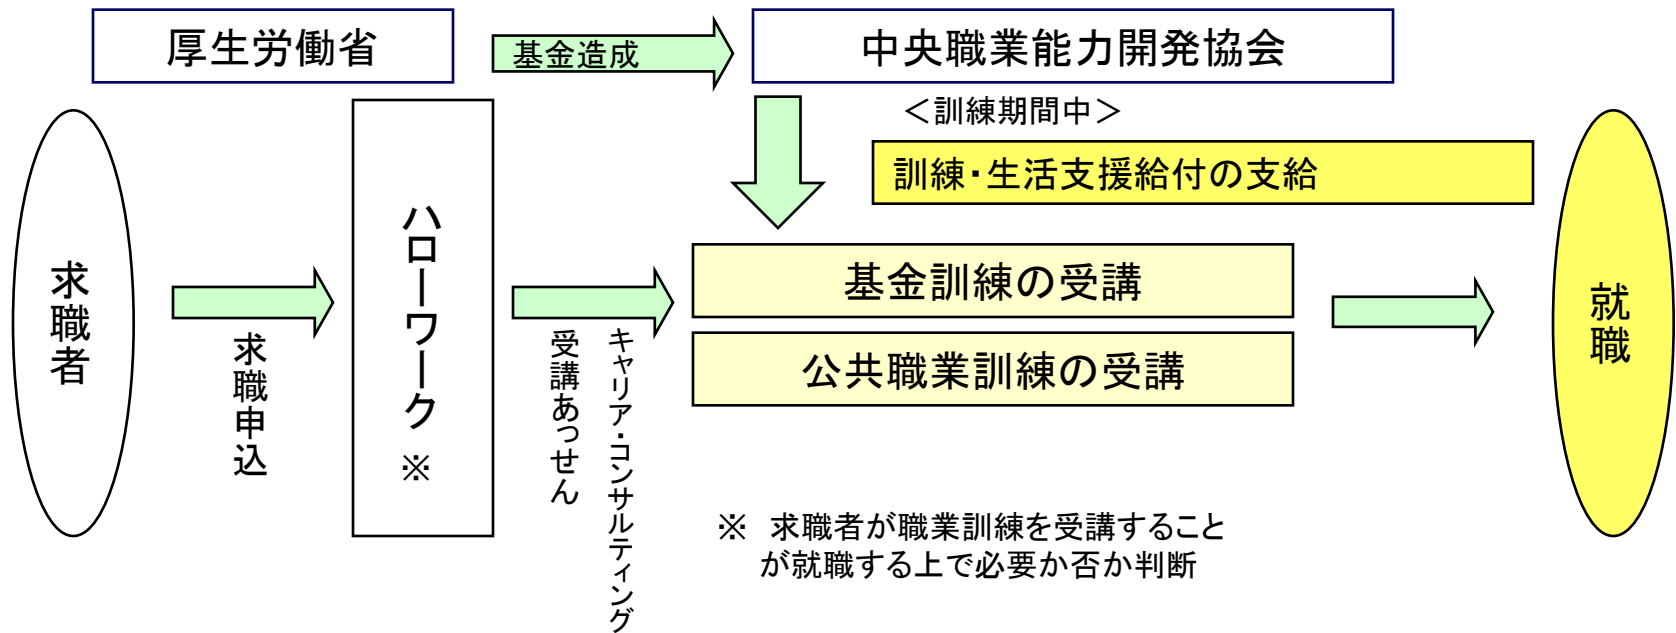 厚生労働省
基金造成
中央職業能力開発協会
＜訓練期間中＞
訓練・生活支援給付の支給
求職者
求職申込
ハローワーク※
キャリア・コンサルティング
受講あっせん
基金訓練の受講
公共職業訓練の受講
就職
※ 求職者が職業訓練を受講すること
が就職する上で必要か否か判断